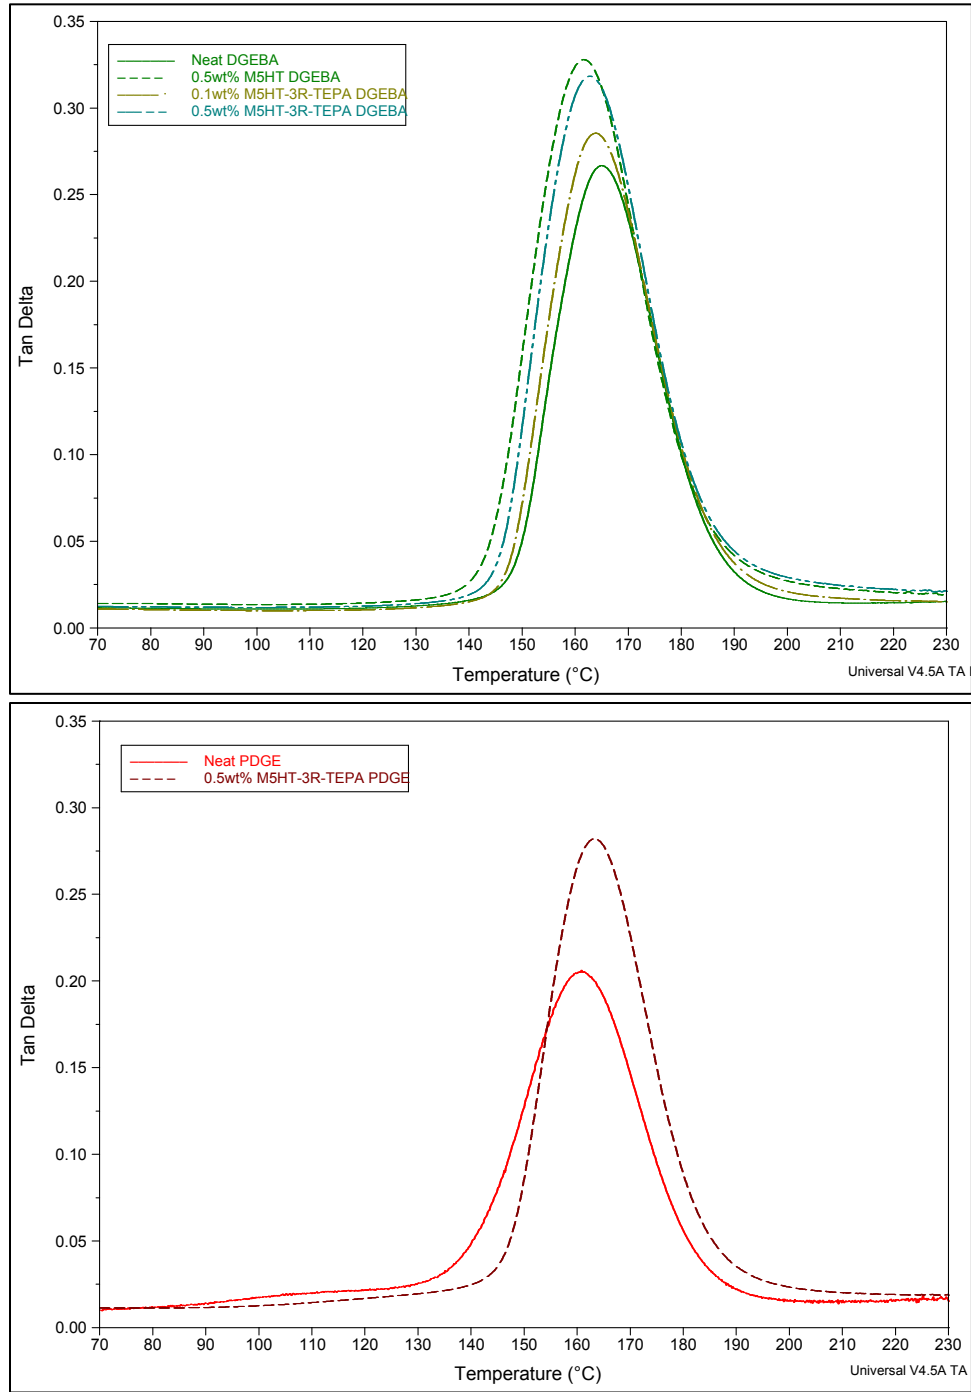 0.35
Neat DGEBA
0.5wt% M5HT DGEBA
0.1wt% M5HT-3R-TEPA DGEBA
0.5wt% M5HT-3R-TEPA DGEBA
0.30
0.25
0.20
Tan Delta
0.15
0.10
0.05
0.00
70 80 90 100 110 120 130 140 150 160 170 180 190 200 210 220 230
Temperature (°C)
Universal V4.5A TA
0.35
Neat PDGE
0.5wt% M5HT-3R-TEPA PDGE
0.30
0.25
0.20
Tan Delta
0.15
0.10
0.05
0.00
70 80 90 100 110 120 130 140 150 160 170 180 190 200 210 220 230
Temperature (°C)
Universal V4.5A TA